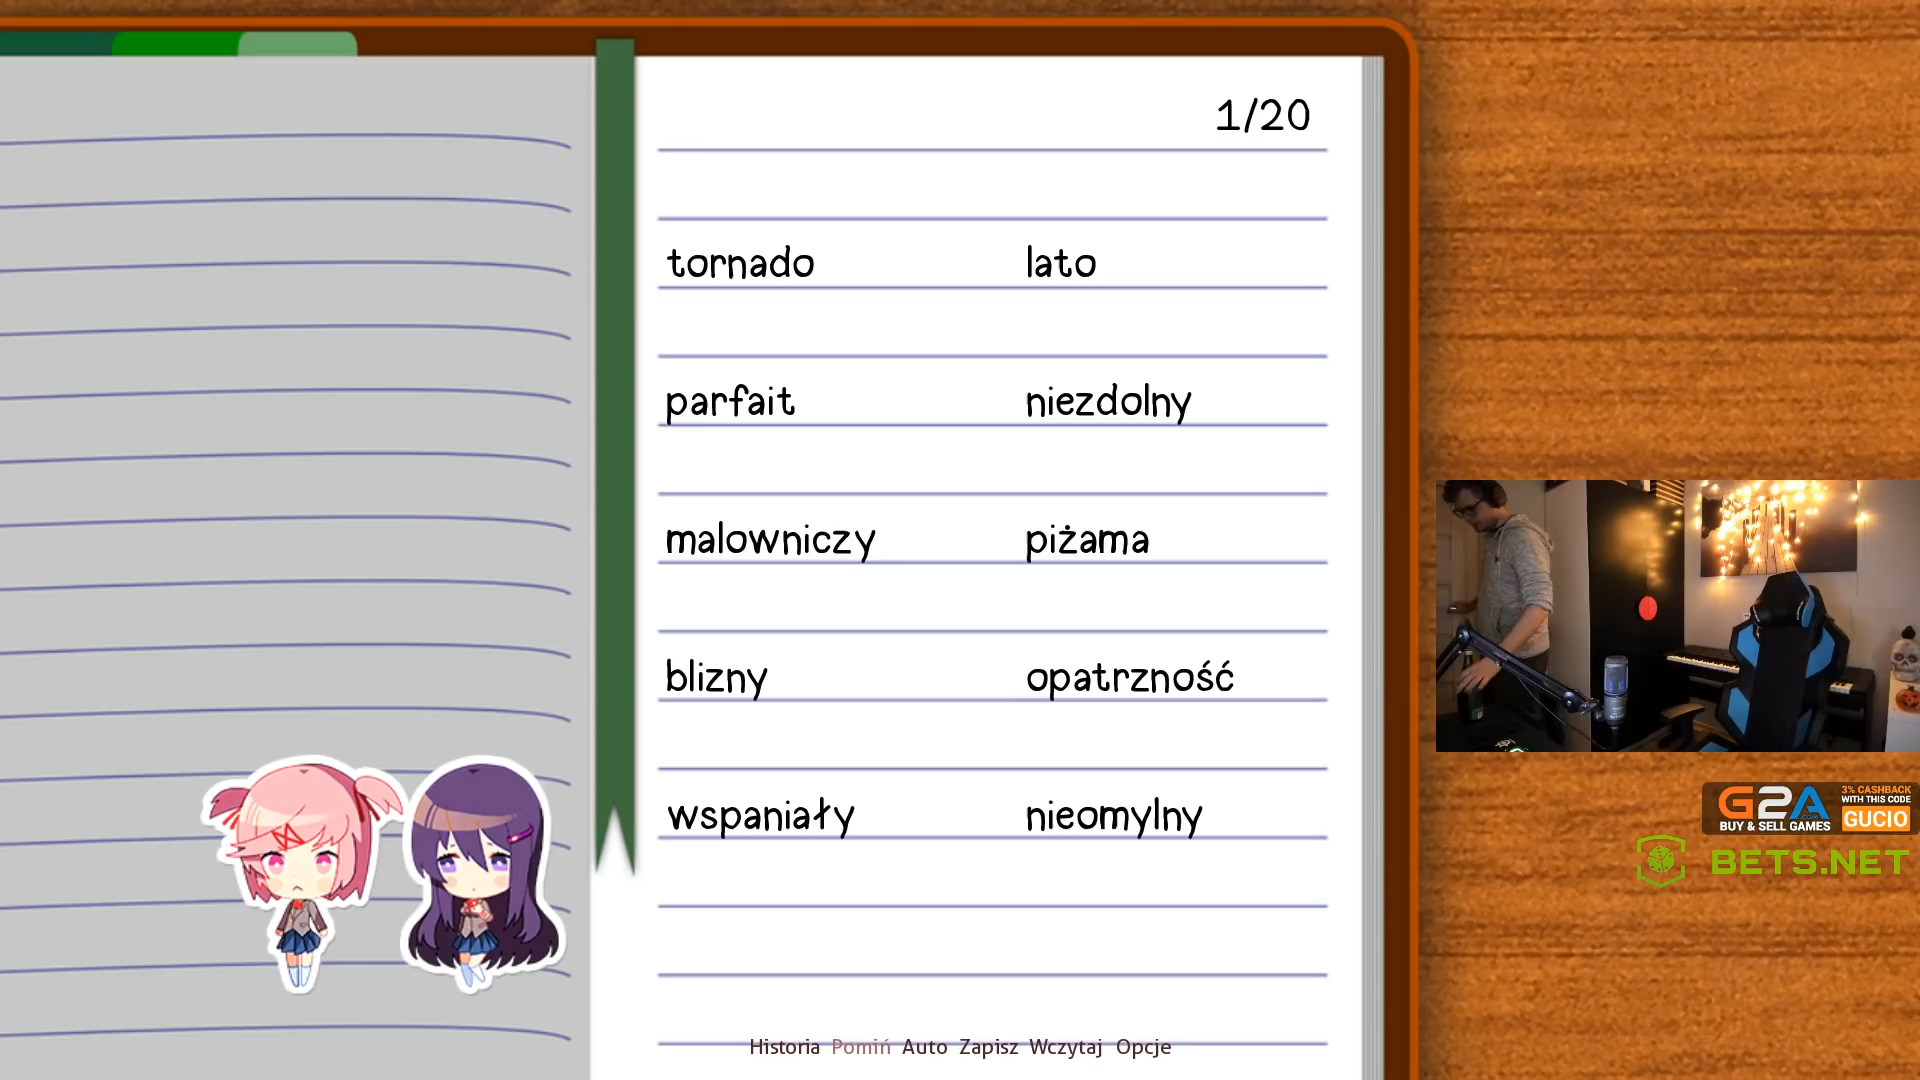 1/20
tornado lato
parfait niezdolny
malowniczy piżama
blizny opatrzność
wspaniały nieomylny
Historia Pomiń Auto Zapisz Wczytaj Opcje
G2A.com
BUY & SELL GAMES
3% CASHBACK
WITH THIS CODE
GUCIO
BETS.NET